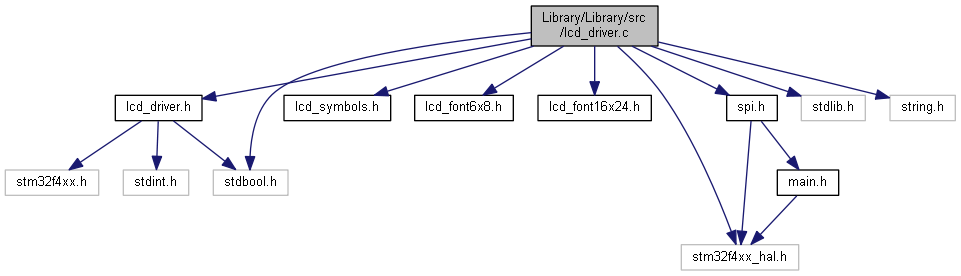 Library/Library/src
/lcd_driver.c
lcd_driver.h
lcd_symbols.h
lcd_font6x8.h
lcd_font16x24.h
spi.h
stdlib.h
string.h
stm32f4xx.h
stdint.h
stdbool.h
main.h
stm32f4xx_hal.h